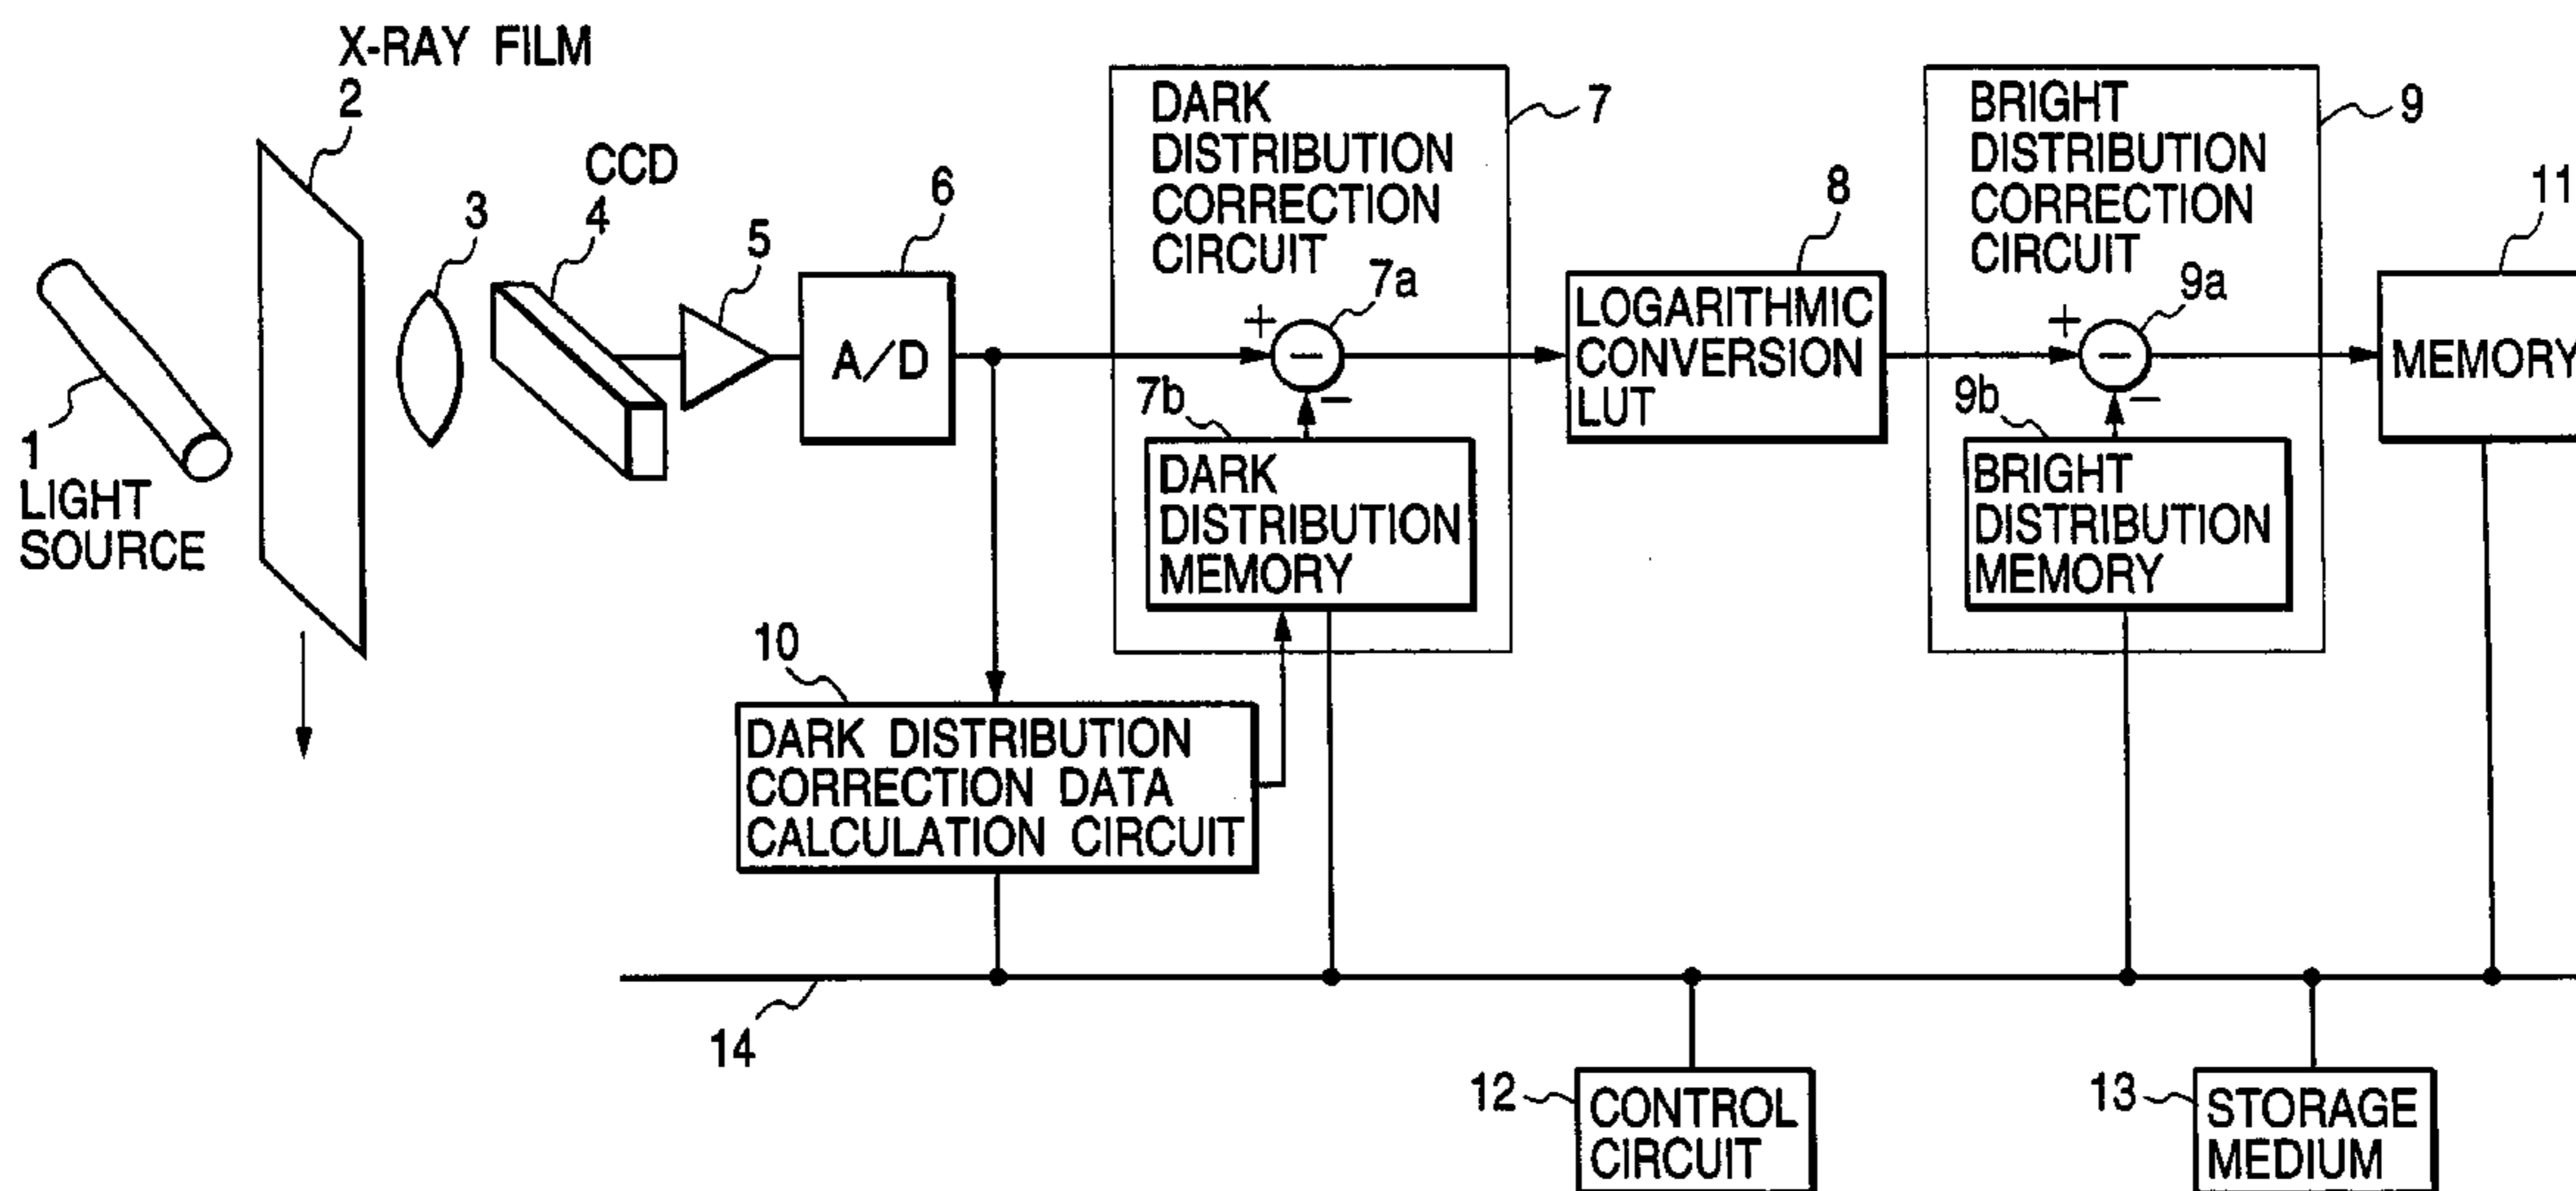 X-RAY FILM
2
1
LIGHT
SOURCE
3
CCD
4
5
6
A/D
DARK
DISTRIBUTION
CORRECTION
CIRCUIT
7
+
7a
−
−
7b
DARK
DISTRIBUTION
MEMORY
8
LOGARITHMIC
CONVERSION
LUT
BRIGHT
DISTRIBUTION
CORRECTION
CIRCUIT
9
+
9a
−
−
9b
BRIGHT
DISTRIBUTION
MEMORY
11
MEMORY
10
DARK DISTRIBUTION
CORRECTION DATA
CALCULATION CIRCUIT
14
12
CONTROL
CIRCUIT
13
STORAGE
MEDIUM